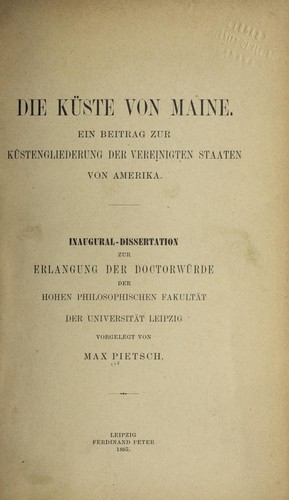 DIE KÜSTE VON MAINE.
EIN BEITRAG ZUR
KÜSTENGLIEDERUNG DER VEREINIGTEN STAATEN
VON AMERIKA.
INAUGURAL-DISSERTATION
ZUR
ERLANGUNG DER DOCTORWÜRDE
DER
HOHEN PHILOSOPHISCHEN FAKULTÄT
DER UNIVERSITÄT LEIPZIG
VORGELEGT VON
MAX PIETSCH.
LEIPZIG
FERDINAND PETER
1895.